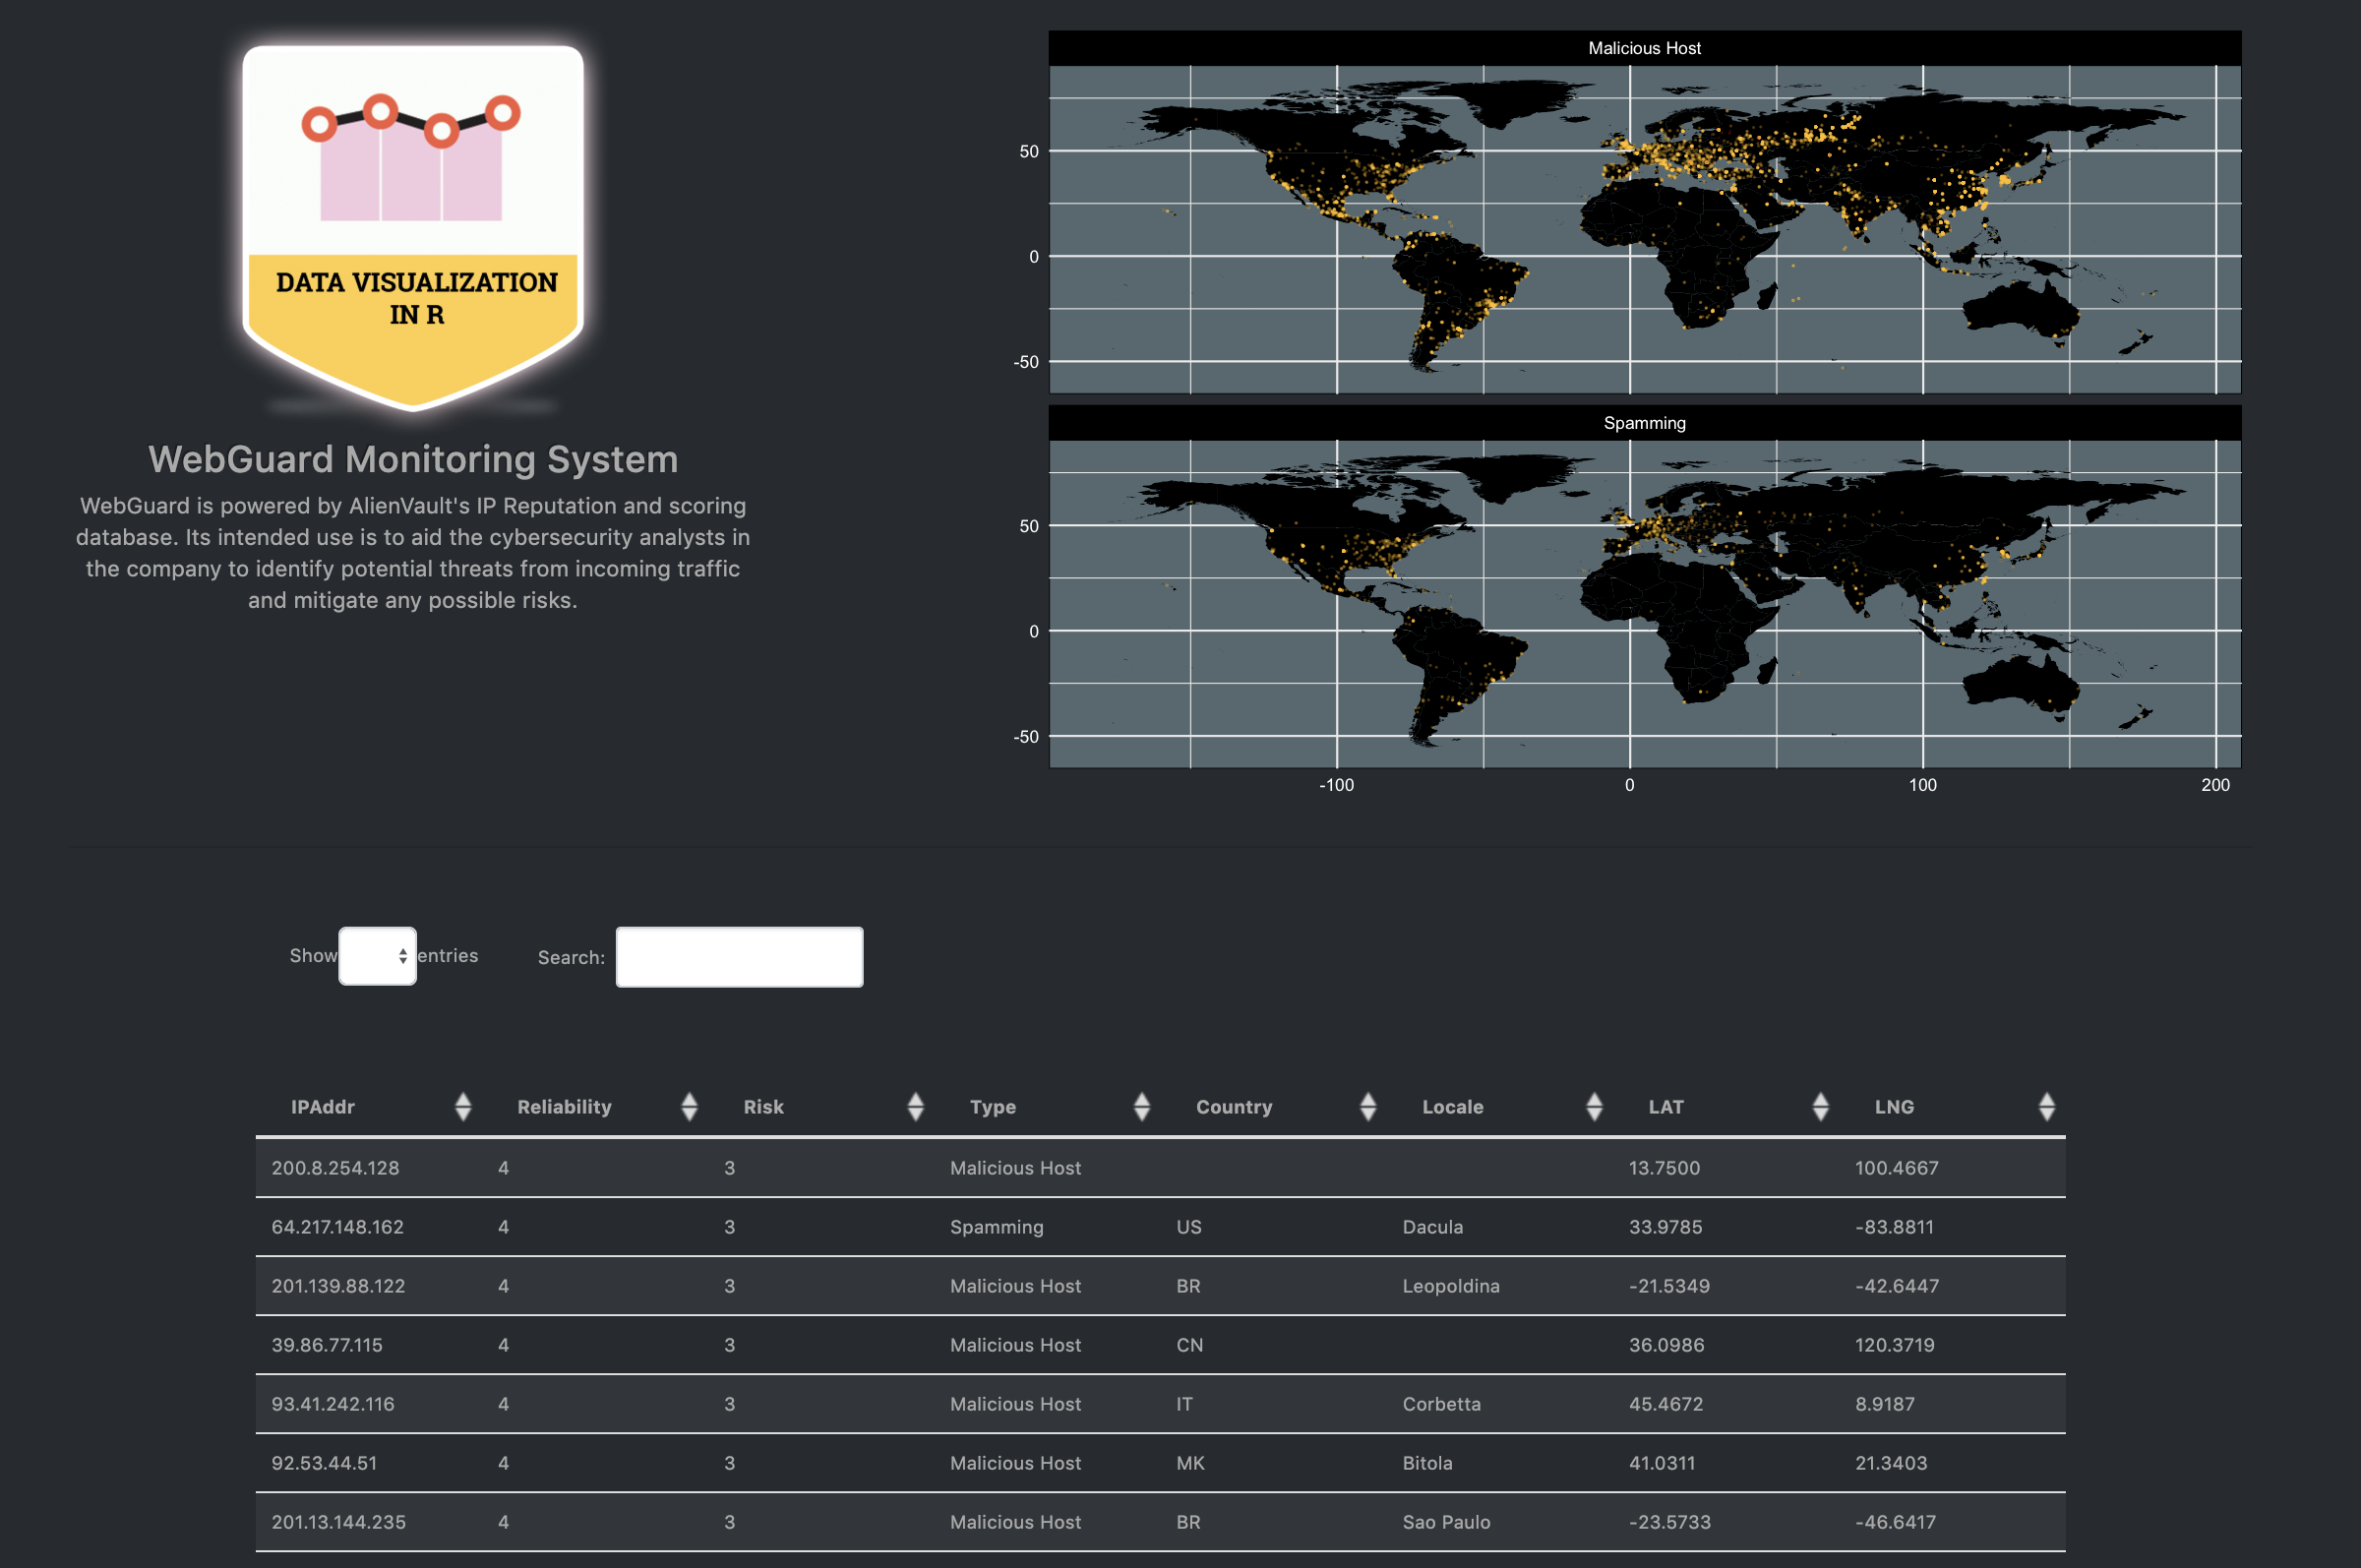 DATA VISUALIZATION
IN R
WebGuard Monitoring System
WebGuard is powered by AlienVault's IP Reputation and scoring
database. Its intended use is to aid the cybersecurity analysts in
the company to identify potential threats from incoming traffic
and mitigate any possible risks.
Malicious Host
50
0
-50
Spamming
50
0
-50
-100 0 100 200
Show entries Search:
IPAddr Reliability Risk Type Country Locale LAT LNG
200.8.254.128 4 3 Malicious Host 13.7500 100.4667
64.217.148.162 4 3 Spamming US Dacula 33.9785 -83.8811
201.139.88.122 4 3 Malicious Host BR Leopoldina -21.5349 -42.6447
39.86.77.115 4 3 Malicious Host CN 36.0986 120.3719
93.41.242.116 4 3 Malicious Host IT Corbetta 45.4672 8.9187
92.53.44.51 4 3 Malicious Host MK Bitola 41.0311 21.3403
201.13.144.235 4 3 Malicious Host BR Sao Paulo -23.5733 -46.6417